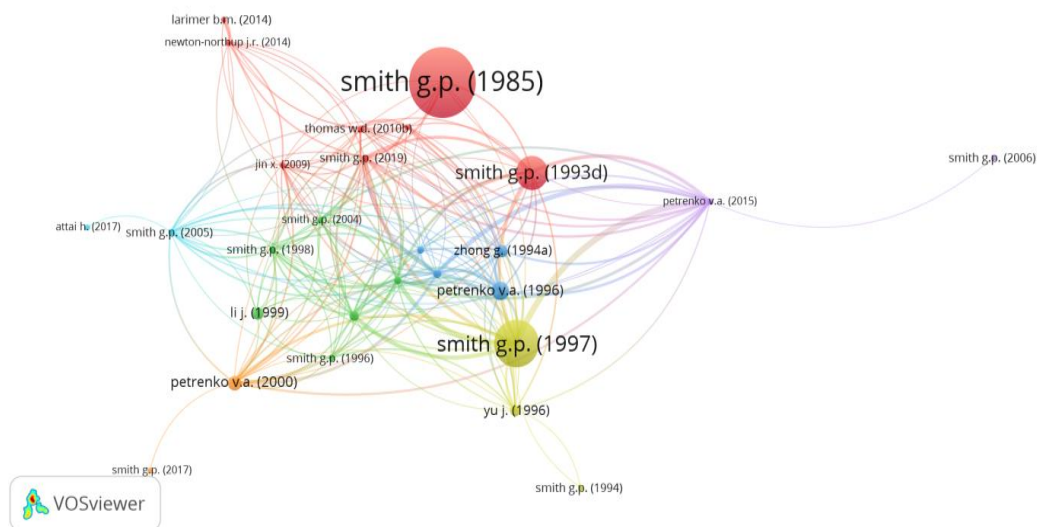 larimer b.m. (2014)
newton-northup j.r. (2014)
smith g.p. (1985)
thomas w.d. (2010b)
jin x. (2009)
smith g.p. (2019)
smith g.p. (1993d)
smith g.p. (2006)
petrenko v.a. (2015)
smith g.p. (2004)
attai h. (2017)
smith g.p. (2005)
smith g.p. (1998)
zhong g. (1994a)
petrenko v.a. (1996)
li j. (1999)
smith g.p. (1997)
smith g.p. (1996)
petrenko v.a. (2000)
yu j. (1996)
smith g.p. (2017)
smith g.p. (1994)
VOSviewer